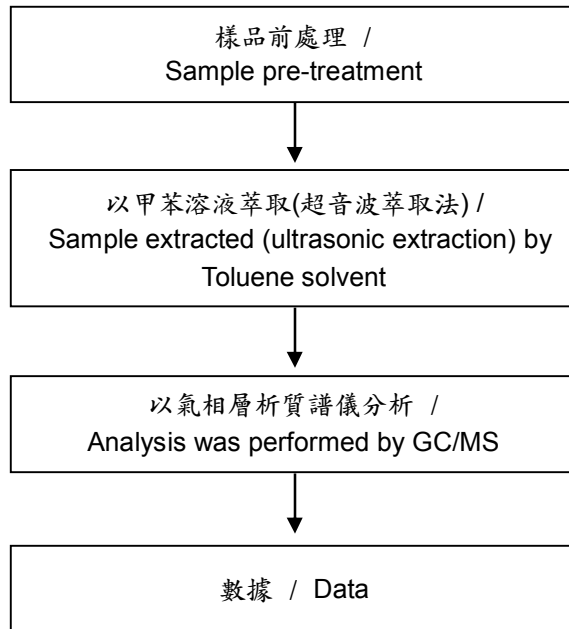 樣品前處理 /
Sample pre-treatment
以甲苯溶液萃取(超音波萃取法) /
Sample extracted (ultrasonic extraction) by
Toluene solvent
以氣相層析質譜儀分析 /
Analysis was performed by GC/MS
數據 / Data